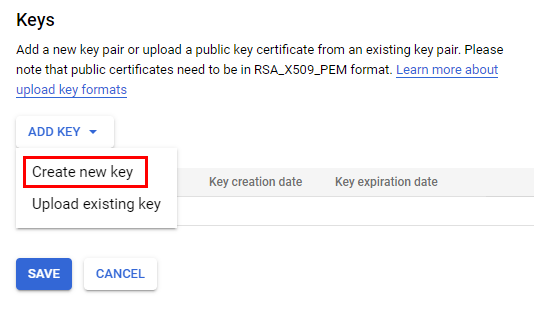 Keys
Add a new key pair or upload a public key certificate from an existing key pair. Please
note that public certificates need to be in RSA_X509_PEM format. Learn more about
upload key formats
ADD KEY
Create new key
Key creation date Key expiration date
Upload existing key
SAVE CANCEL